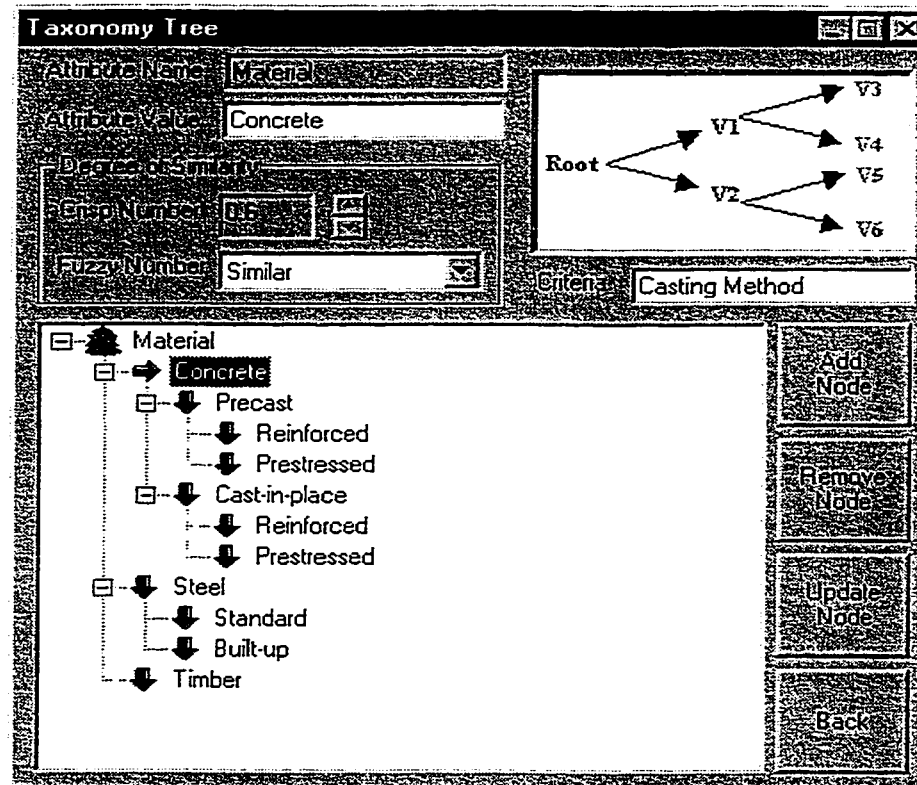 Taxonomy Tree
Attribute Name: Material
Attribute Value: Concrete
Degree of Similarity
Crisp Number 0.6
Fuzzy Number Similar
Root
V1
V2
V3
V4
V5
V6
Criteria: Casting Method
Material
Concrete
Precast
Reinforced
Prestressed
Cast-in-place
Reinforced
Prestressed
Steel
Standard
Built-up
Timber
Add
Node
Remove
Node
Update
Node
Back